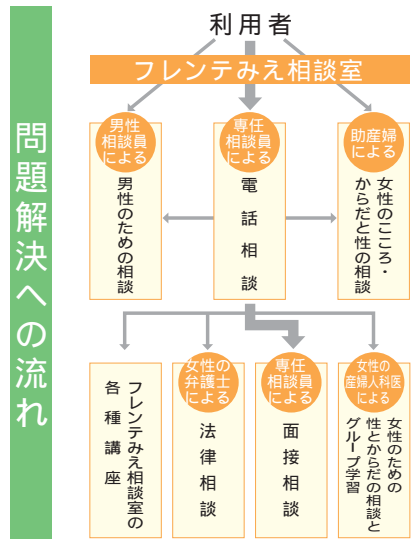 問題解決への流れ
利用者
フレンテみえ相談室
男性
相談員
による
男性のための相談
専任
相談員
による
電話相談
助産婦
による
女性のこころ・
からだと性の相談
フレンテみえ相談室の
各種講座
女性の
弁護士
による
法律相談
専任
相談員
による
面接相談
女性の
産婦人科医
による
女性のための
性とからだの相談と
グループ学習